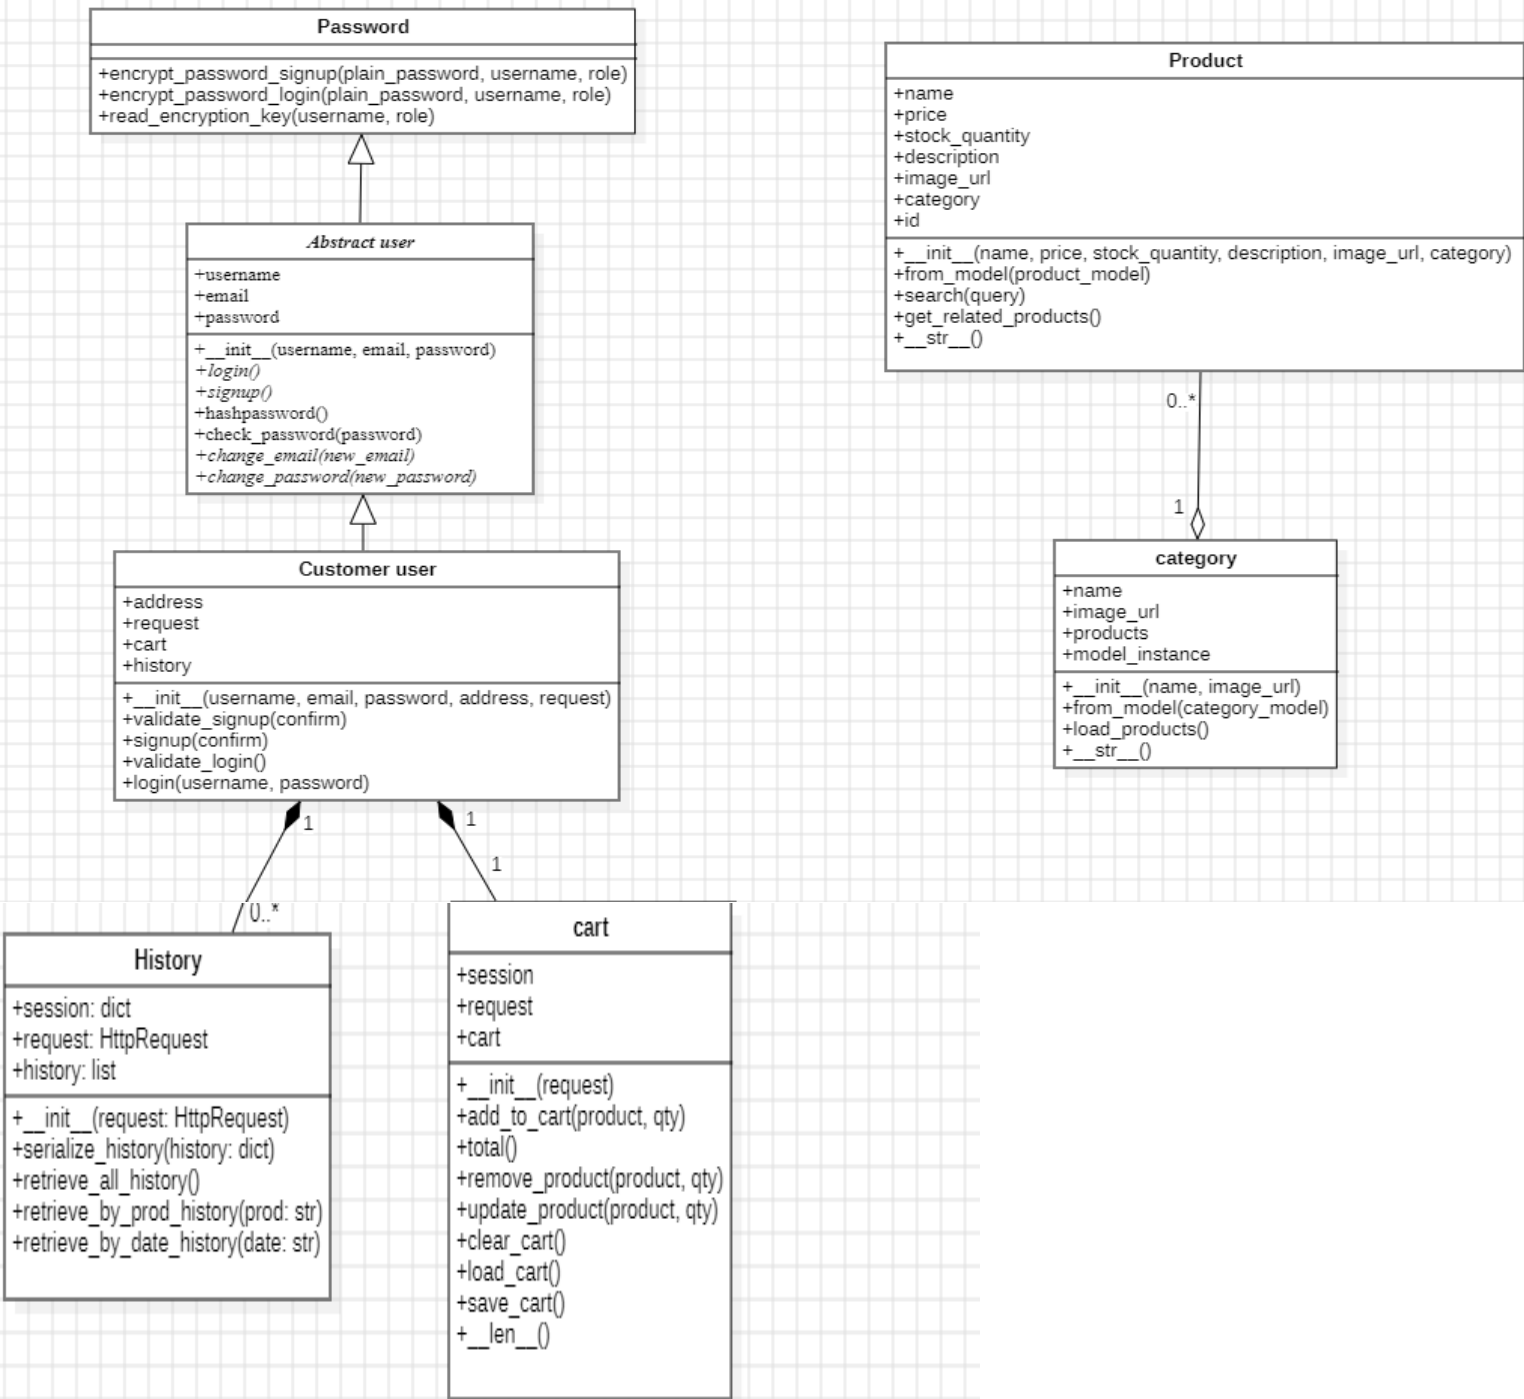 Password
+encrypt_password_signup(plain_password, username, role)
+encrypt_password_login(plain_password, username, role)
+read_encryption_key(username, role)
Abstract user
+username
+email
+password
+__init__(username, email, password)
+login()
+signup()
+hashpassword()
+check_password(password)
+change_email(new_email)
+change_password(new_password)
Customer user
+address
+request
+cart
+history
+__init__(username, email, password, address, request)
+validate_signup(confirm)
+signup(confirm)
+validate_login()
+login(username, password)
1
1
1
0..*
History
+session: dict
+request: HttpRequest
+history: list
+__init__(request: HttpRequest)
+serialize_history(history: dict)
+retrieve_all_history()
+retrieve_by_prod_history(prod: str)
+retrieve_by_date_history(date: str)
cart
+session
+request
+cart
+__init__(request)
+add_to_cart(product, qty)
+total()
+remove_product(product, qty)
+update_product(product, qty)
+clear_cart()
+load_cart()
+save_cart()
+__len__()
Product
+name
+price
+stock_quantity
+description
+image_url
+category
+id
+__init__(name, price, stock_quantity, description, image_url, category)
+from_model(product_model)
+search(query)
+get_related_products()
+__str__()
0..*
1
category
+name
+image_url
+products
+model_instance
+__init__(name, image_url)
+from_model(category_model)
+load_products()
+__str__()